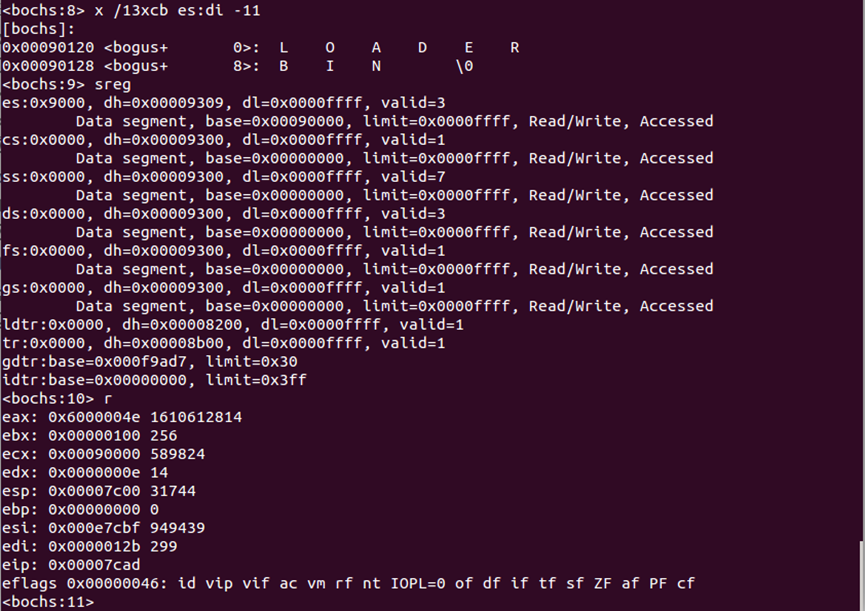 <bochs:8> x /13xcb es:di -11
[bochs]:
0x00090120 <bogus+       0>:  L    O    A    D    E    R
0x00090128 <bogus+       8>:  B    I    N        \0
<bochs:9> sreg
es:0x9000, dh=0x00009309, dl=0x0000ffff, valid=3
        Data segment, base=0x00090000, limit=0x0000ffff, Read/Write, Accessed
cs:0x0000, dh=0x00009300, dl=0x0000ffff, valid=1
        Data segment, base=0x00000000, limit=0x0000ffff, Read/Write, Accessed
ss:0x0000, dh=0x00009300, dl=0x0000ffff, valid=7
        Data segment, base=0x00000000, limit=0x0000ffff, Read/Write, Accessed
ds:0x0000, dh=0x00009300, dl=0x0000ffff, valid=3
        Data segment, base=0x00000000, limit=0x0000ffff, Read/Write, Accessed
fs:0x0000, dh=0x00009300, dl=0x0000ffff, valid=1
        Data segment, base=0x00000000, limit=0x0000ffff, Read/Write, Accessed
gs:0x0000, dh=0x00009300, dl=0x0000ffff, valid=1
        Data segment, base=0x00000000, limit=0x0000ffff, Read/Write, Accessed
ldtr:0x0000, dh=0x00008200, dl=0x0000ffff, valid=1
tr:0x0000, dh=0x00008b00, dl=0x0000ffff, valid=1
gdtr:base=0x000f9ad7, limit=0x30
idtr:base=0x00000000, limit=0x3ff
<bochs:10> r
eax: 0x6000004e 1610612814
ebx: 0x00000100 256
ecx: 0x00090000 589824
edx: 0x0000000e 14
esp: 0x00007c00 31744
ebp: 0x00000000 0
esi: 0x000e7cbf 949439
edi: 0x0000012b 299
eip: 0x00007cad
eflags 0x00000046: id vip vif ac vm rf nt IOPL=0 of df if tf sf ZF af PF cf
<bochs:11>